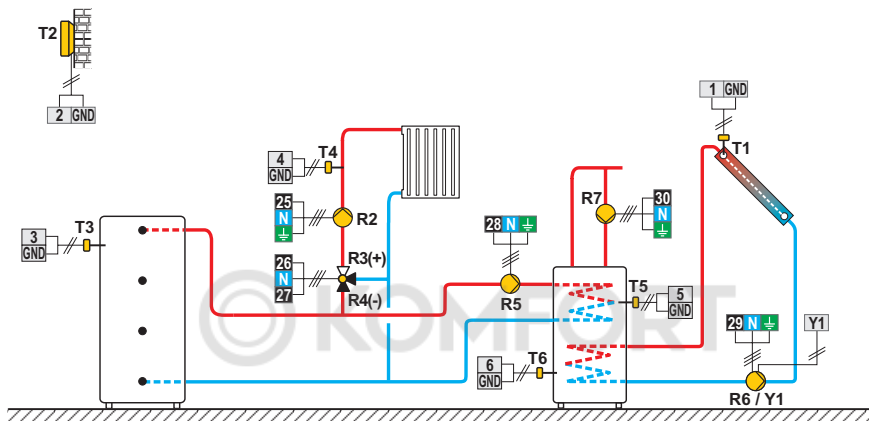 T2
2 GND
1 GND
T1
4
GND
T4
25
N
R2
R7
30
N
3
GND
T3
28 N
26
N
27
R3(+)
R4(-)
R5
T5
5
GND
29 N
Y1
6
GND
T6
R6 / Y1
KOMFORT